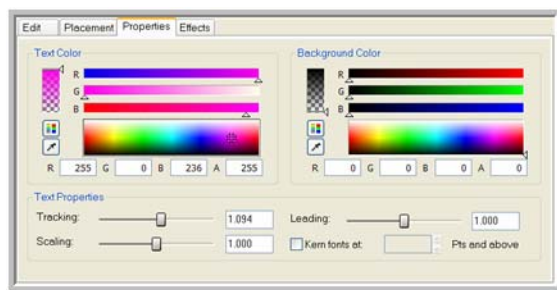 Edit Placement Properties Effects
Text Color Background Color
R R
G G
B B
R 255 G 0 B 236 A 255 R 0 G 0 B 0 A 0
Text Properties
Tracking: 1.094 Leading: 1.000
Scaling: 1.000 Kern fonts at: Pts and above